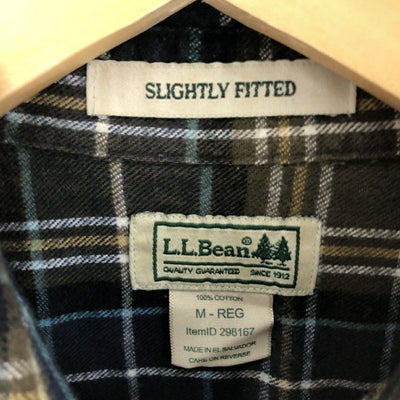 SLIGHTLY FITTED
L.L.Bean®
QUALITY GUARANTEED SINCE 1912
100% COTTON
M - REG
ItemID 298167
MADE IN EL SALVADOR
CARE ON REVERSE